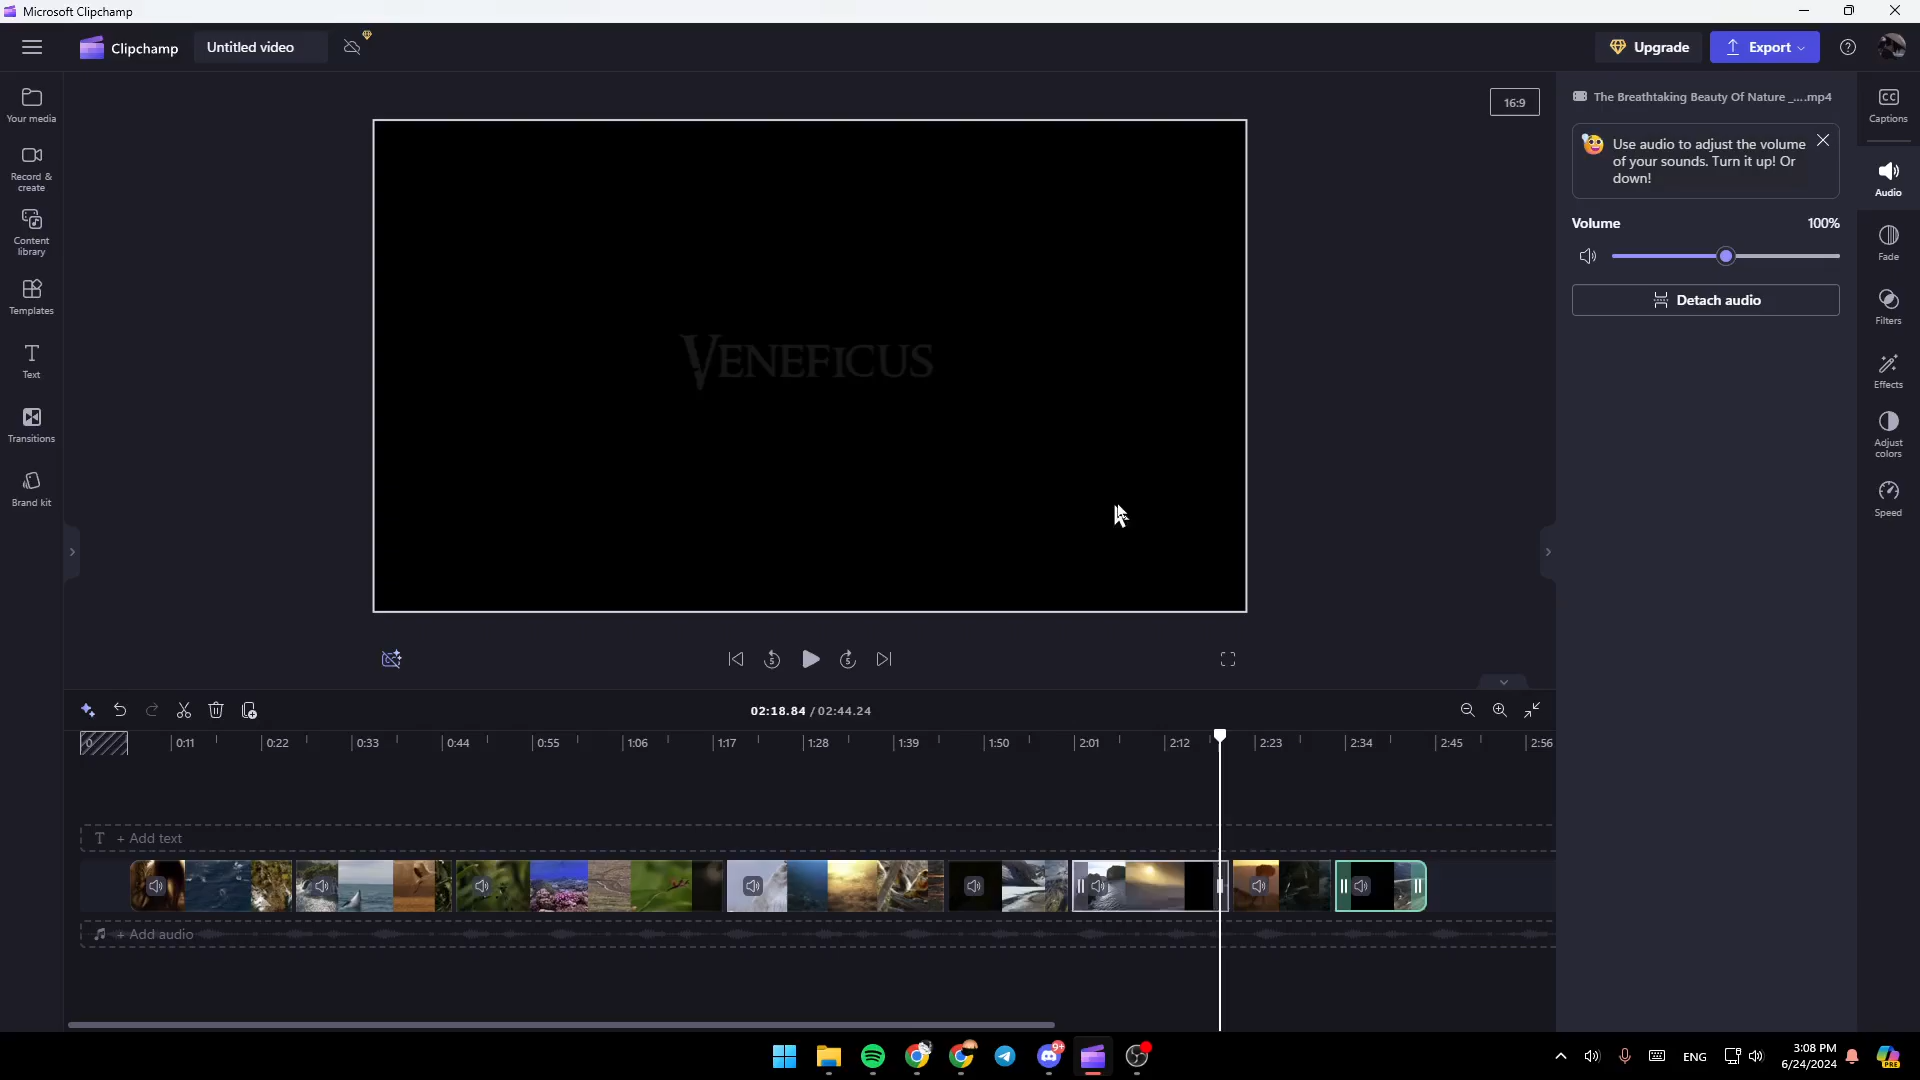 Microsoft Clipchamp
Clipchamp
Untitled video
Upgrade
Export
Your media
Record &
create
Content
library
Templates
Text
Transitions
Brand kit
16:9
VENEFICUS
The Breathtaking Beauty Of Nature _....mp4
Use audio to adjust the volume
of your sounds. Turn it up! Or
down!
Volume 100%
Detach audio
Captions
Audio
Fade
Filters
Effects
Adjust
colors
Speed
02:18.84 / 02:44.24
0 0:11 0:22 0:33 0:44 0:55 1:06 1:17 1:28 1:39 1:50 2:01 2:12 2:23 2:34 2:45 2:56
T + Add text
+ Add audio
9+
ENG
3:08 PM
6/24/2024
PRE